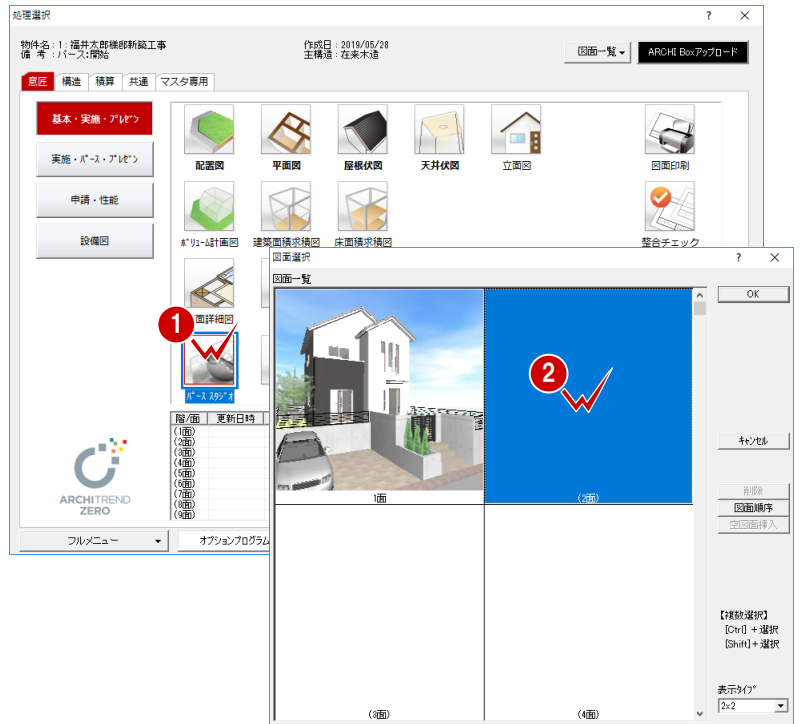 処理選択
? ×
物件名：1：福井太郎様邸新築工事
備　考　：パース:開始
作成日：2019/05/28
主構造：在来木造
図面一覧
ARCHI Boxアップロード
意匠 構造 積算 共通 マスタ専用
基本・実施・プレゼン
実施・パース・プレゼン
申請・性能
設備図
配置図 平面図 屋根伏図 天井伏図 立面図 図面印刷
ボリューム計画図 建築面積求積図 床面積求積図 整合チェック
面詳細図
1
パース スタジオ
階/面 更新日時
(1面)
(2面)
(3面)
(4面)
(5面)
(6面)
(7面)
(8面)
(9面)
ARCHITREND
ZERO
フルメニュー
オプションプログラム
図面選択
? ×
図面一覧
2
1面
(2面)
(3面)
(4面)
OK
キャンセル
削除
図面順序
空図面挿入
【複数選択】
[Ctrl] +選択
[Shift]+選択
表示タイプ
2x2